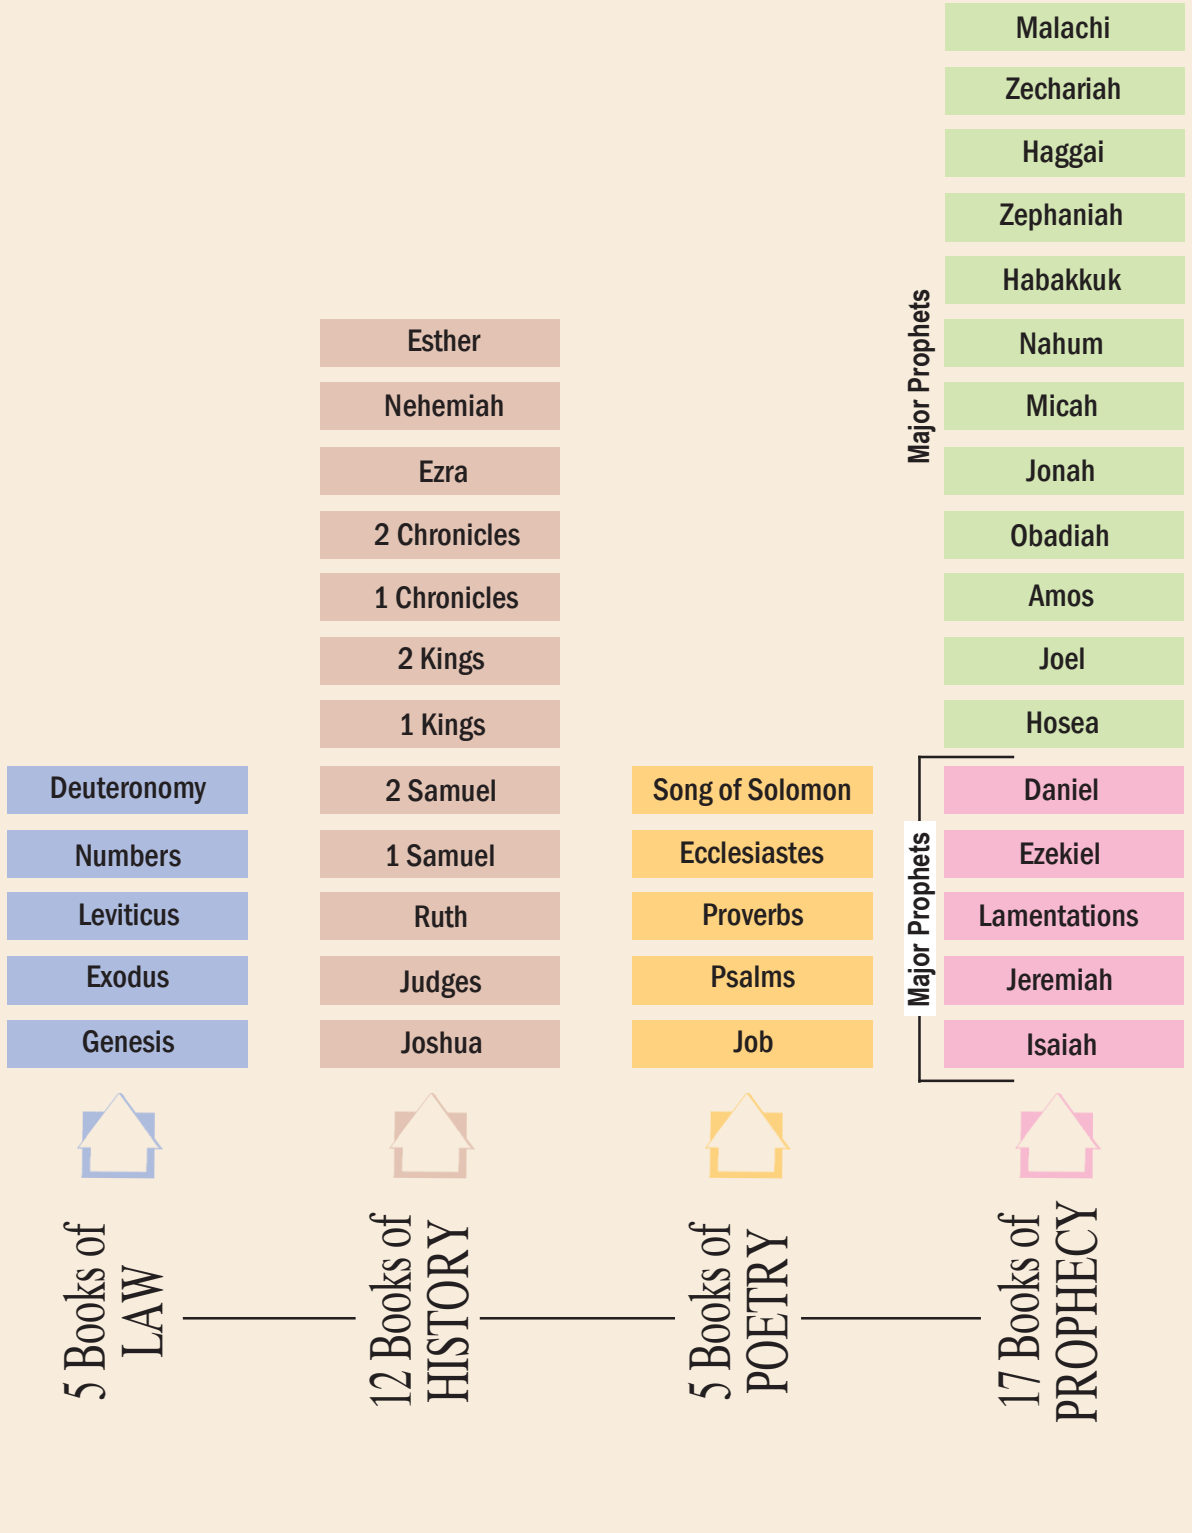 Deuteronomy
Numbers
Leviticus
Exodus
Genesis
5 Books of
LAW
Esther
Nehemiah
Ezra
2 Chronicles
1 Chronicles
2 Kings
1 Kings
2 Samuel
1 Samuel
Ruth
Judges
Joshua
12 Books of
HISTORY
Song of Solomon
Ecclesiastes
Proverbs
Psalms
Job
5 Books of
POETRY
Major Prophets
Malachi
Zechariah
Haggai
Zephaniah
Habakkuk
Nahum
Micah
Jonah
Obadiah
Amos
Joel
Hosea
Major Prophets
Daniel
Ezekiel
Lamentations
Jeremiah
Isaiah
17 Books of
PROPHECY